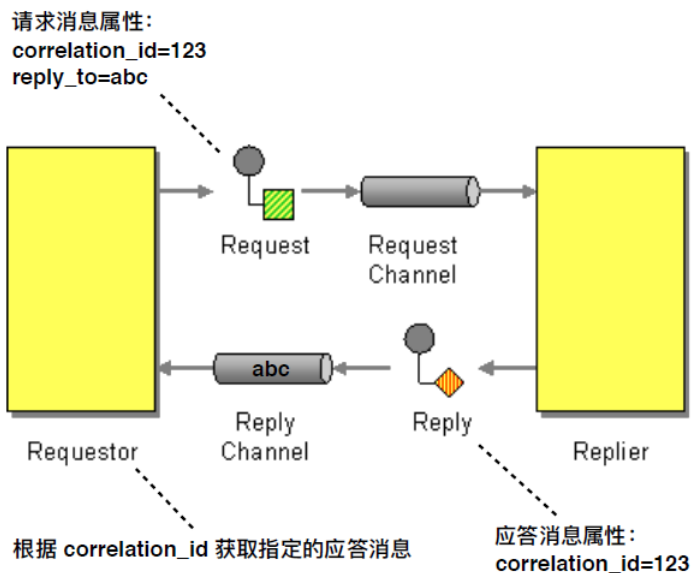 请求消息属性：
correlation_id=123
reply_to=abc
Request
Request
Channel
abc
Reply
Channel
Reply
Requestor
Replier
根据 correlation_id 获取指定的应答消息
应答消息属性：
correlation_id=123